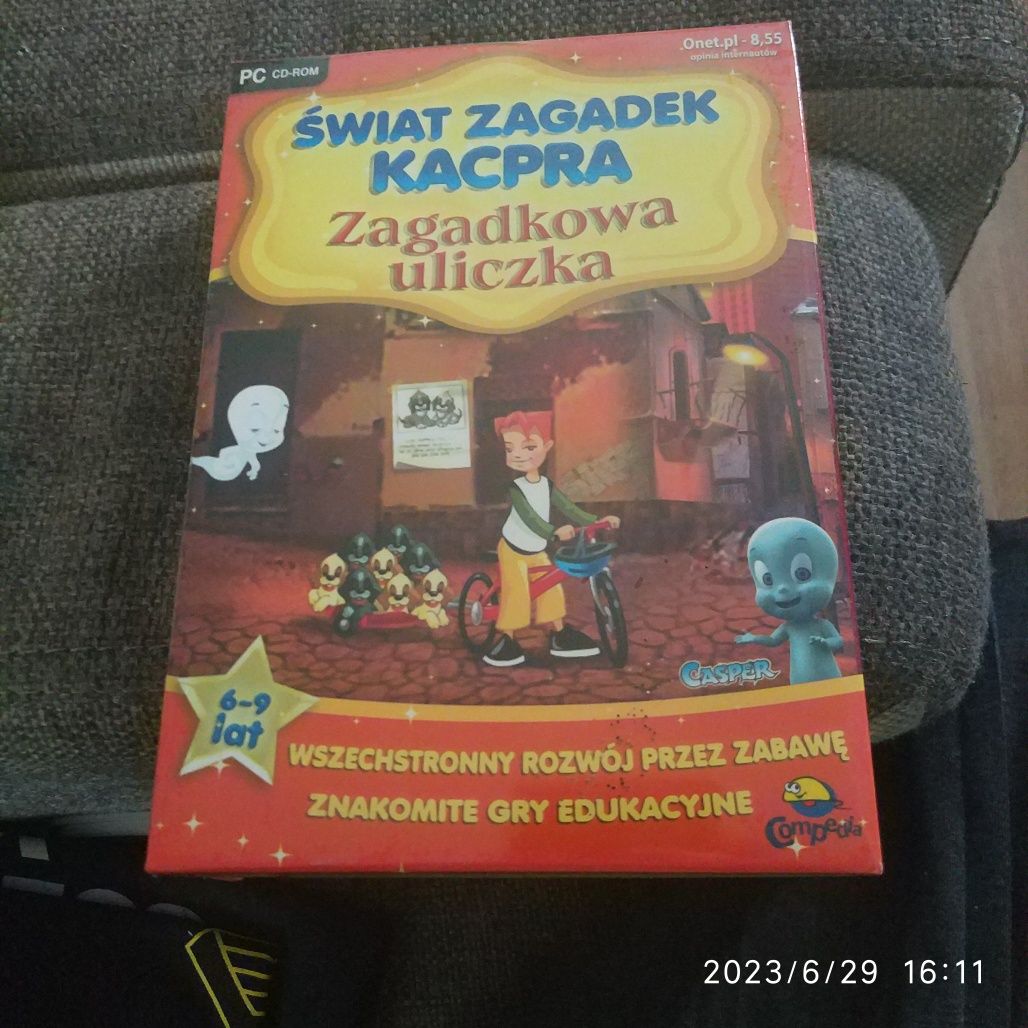 PC CD-ROM
Onet.pl - 8,55
opinia internautów
ŚWIAT ZAGADEK
KACPRA
Zagadkowa
uliczka
CASPER
6-9
lat
WSZECHSTRONNY ROZWÓJ PRZEZ ZABAWĘ
ZNAKOMITE GRY EDUKACYJNE
Compedia
2023/6/29 16:11